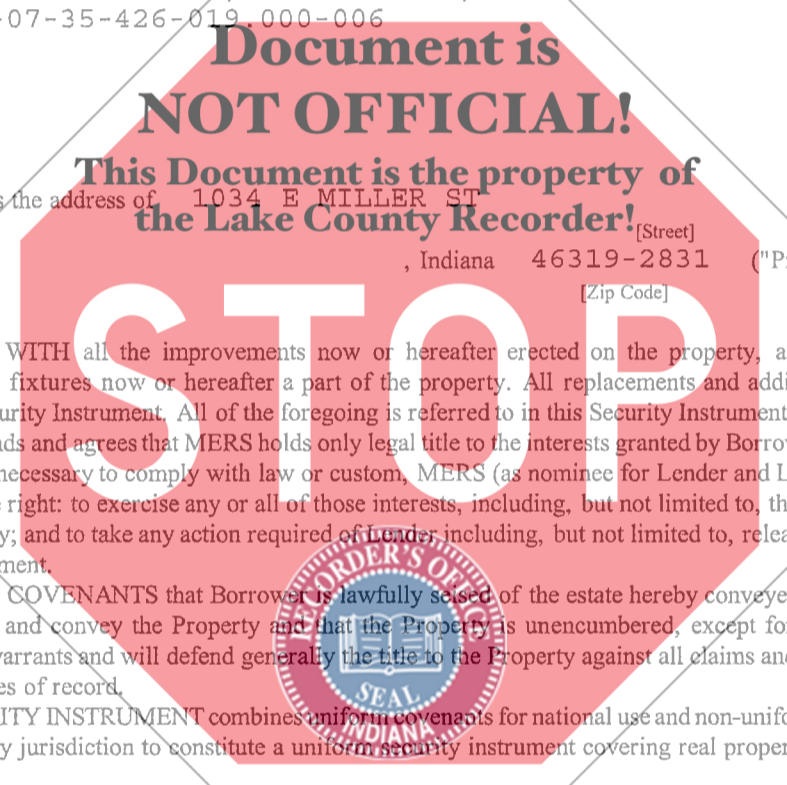 -07-35-426-019.000-006
Document is
NOT OFFICIAL!
This Document is the property of
the address of 1034 E MILLER ST
the Lake County Recorder!
[Street]
, Indiana 46319-2831 ("P
[Zip Code]
STOP
WITH all the improvements now or hereafter erected on the property, a
fixtures now or hereafter a part of the property. All replacements and addi
urity Instrument. All of the foregoing is referred to in this Security Instrument
ds and agrees that MERS holds only legal title to the interests granted by Borro
necessary to comply with law or custom, MERS (as nominee for Lender and L
right: to exercise any or all of those interests, including, but not limited to, th
y; and to take any action required of Lender including, but not limited to, relea
ment.
COVENANTS that Borrower is lawfully seised of the estate hereby conveye
and convey the Property and that the Property is unencumbered, except fo
varrants and will defend generally the title to the Property against all claims an
es of record.
ITY INSTRUMENT combines uniform covenants for national use and non-unifo
y jurisdiction to constitute a uniform security instrument covering real proper
RECORDER'S OFFICE
SEAL
INDIANA